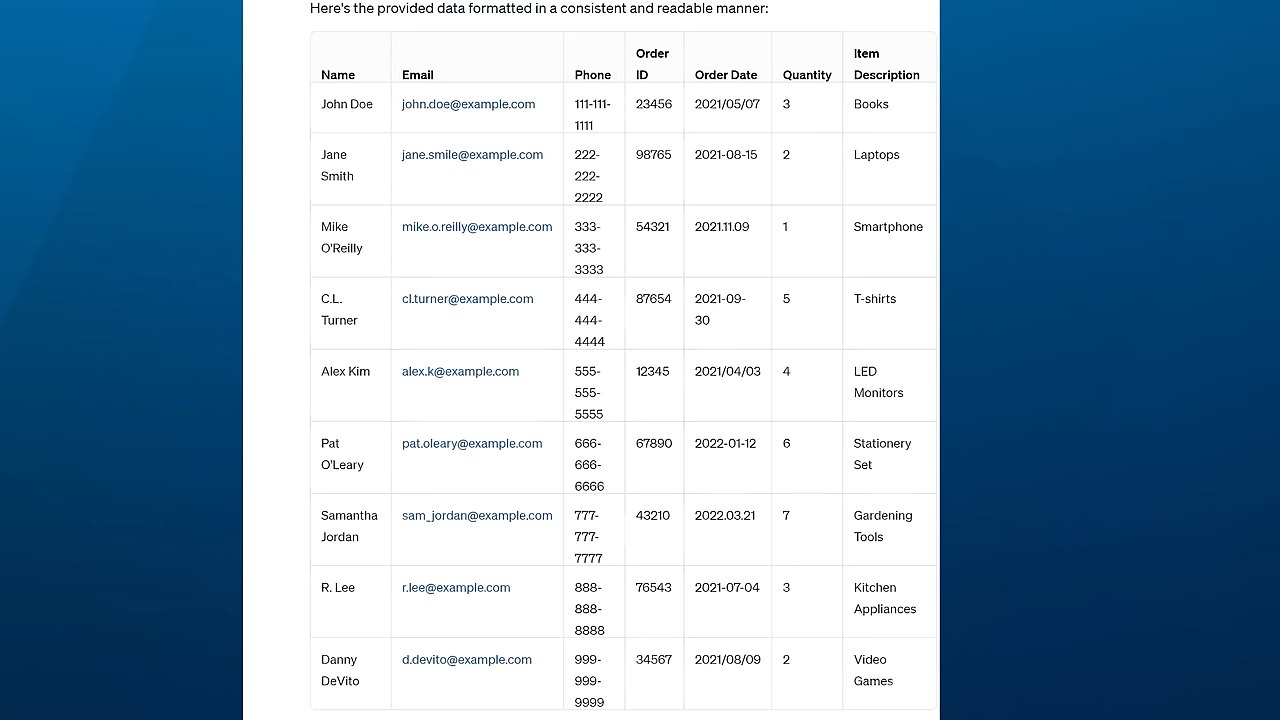 Here's the provided data formatted in a consistent and readable manner:
Name Email Phone Order ID Order Date Quantity Item Description
John Doe john.doe@example.com 111-111-1111 23456 2021/05/07 3 Books
Jane Smith jane.smile@example.com 222-222-2222 98765 2021-08-15 2 Laptops
Mike O'Reilly mike.o.reilly@example.com 333-333-3333 54321 2021.11.09 1 Smartphone
C.L. Turner cl.turner@example.com 444-444-4444 87654 2021-09-30 5 T-shirts
Alex Kim alex.k@example.com 555-555-5555 12345 2021/04/03 4 LED Monitors
Pat O'Leary pat.oleary@example.com 666-666-6666 67890 2022-01-12 6 Stationery Set
Samantha Jordan sam_jordan@example.com 777-777-7777 43210 2022.03.21 7 Gardening Tools
R. Lee r.lee@example.com 888-888-8888 76543 2021-07-04 3 Kitchen Appliances
Danny DeVito d.devito@example.com 999-999-9999 34567 2021/08/09 2 Video Games